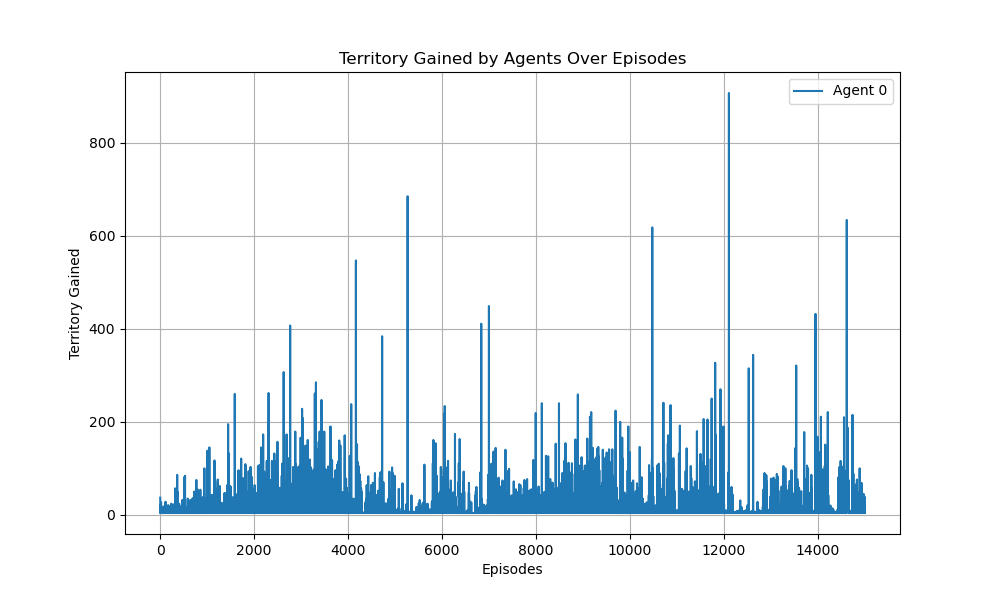 Territory Gained by Agents Over Episodes
Agent 0
Territory Gained
800
600
400
200
0
0 2000 4000 6000 8000 10000 12000 14000
Episodes